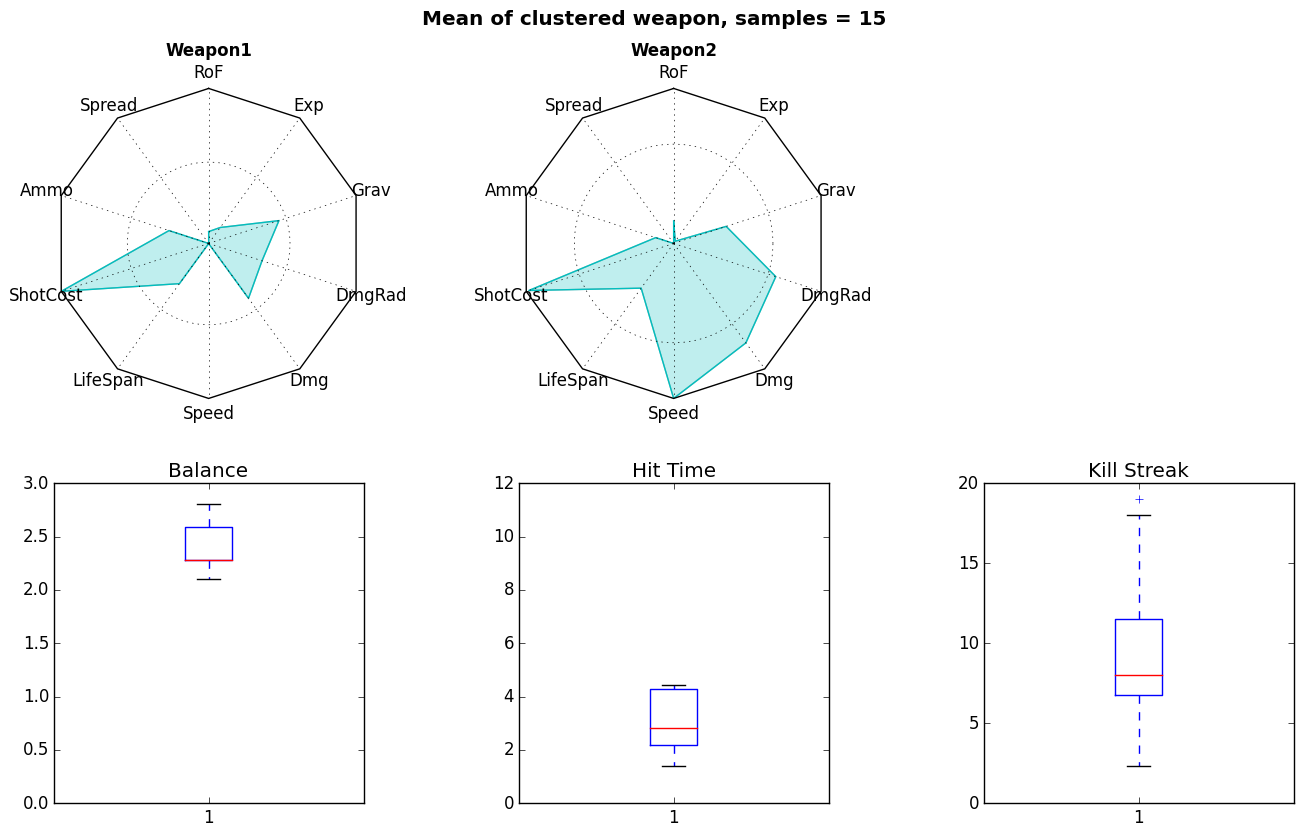 Mean of clustered weapon, samples = 15
Weapon1
RoF
Spread
Exp
Ammo
Grav
ShotCost
DmgRad
LifeSpan
Dmg
Speed
Weapon2
RoF
Spread
Exp
Ammo
Grav
ShotCost
DmgRad
LifeSpan
Dmg
Speed
Balance
3.0
2.5
2.0
1.5
1.0
0.5
0.0
1
Hit Time
12
10
8
6
4
2
0
1
Kill Streak
20
15
10
5
0
1